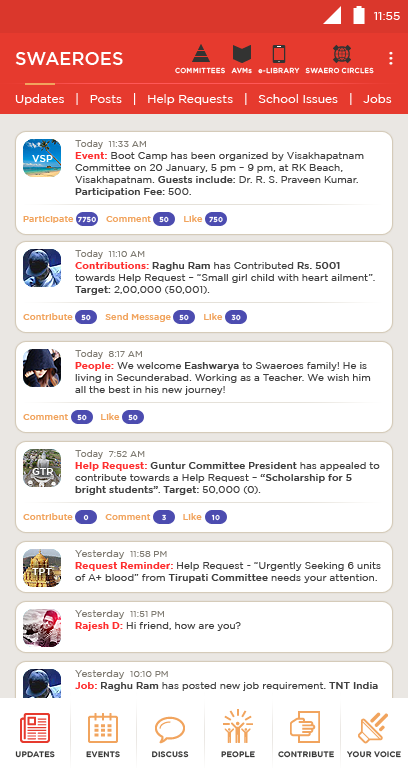 11:55
SWAEROES
COMMITTEES AVMs e-LIBRARY SWAERO CIRCLES
Updates | Posts | Help Requests | School Issues | Jobs
VSP
Today 11:33 AM
Event: Boot Camp has been organized by Visakhapatnam
Committee on 20 January, 5 pm – 9 pm, at RK Beach,
Visakhapatnam. Guests include: Dr. R. S. Praveen Kumar.
Participation Fee: 500.
Participate 7750 Comment 50 Like 750
Today 11:10 AM
Contributions: Raghu Ram has Contributed Rs. 5001
towards Help Request – “Small girl child with heart ailment”.
Target: 2,00,000 (50,001).
Contribute 50 Send Message 50 Like 30
Today 8:17 AM
People: We welcome Eashwarya to Swaeroes family! He is
living in Secunderabad. Working as a Teacher. We wish him
all the best in his new journey!
Comment 50 Like 50
GTR
Today 7:52 AM
Help Request: Guntur Committee President has appealed to
contribute towards a Help Request – “Scholarship for 5
bright students”. Target: 50,000 (0).
Contribute 0 Comment 3 Like 10
TPT
Yesterday 11:58 PM
Request Reminder: Help Request - “Urgently Seeking 6 units
of A+ blood” from Tirupati Committee needs your attention.
Yesterday 11:51 PM
Rajesh D: Hi friend, how are you?
Yesterday 10:10 PM
Job: Raghu Ram has posted new job requirement. TNT India
UPDATES EVENTS DISCUSS PEOPLE CONTRIBUTE YOUR VOICE